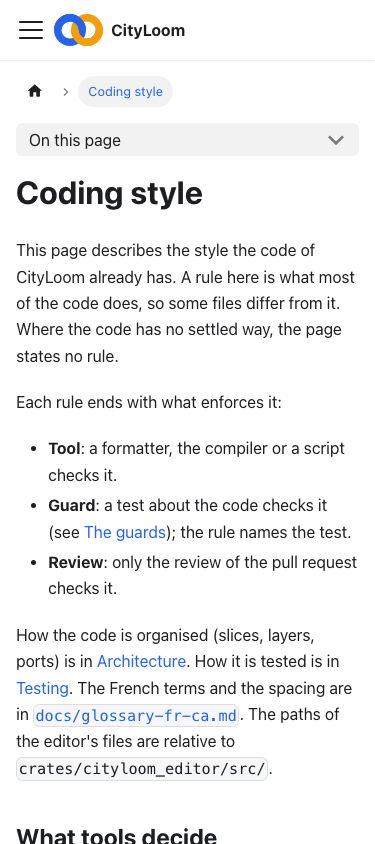 CityLoom
Coding style
On this page
Coding style
This page describes the style the code of
CityLoom already has. A rule here is what most
of the code does, so some files differ from it.
Where the code has no settled way, the page
states no rule.
Each rule ends with what enforces it:
Tool: a formatter, the compiler or a script
checks it.
Guard: a test about the code checks it
(see The guards); the rule names the test.
Review: only the review of the pull request
checks it.
How the code is organised (slices, layers,
ports) is in Architecture. How it is tested is in
Testing. The French terms and the spacing are
in docs/glossary-fr-ca.md. The paths of
the editor's files are relative to
crates/cityloom_editor/src/.
What tools decide